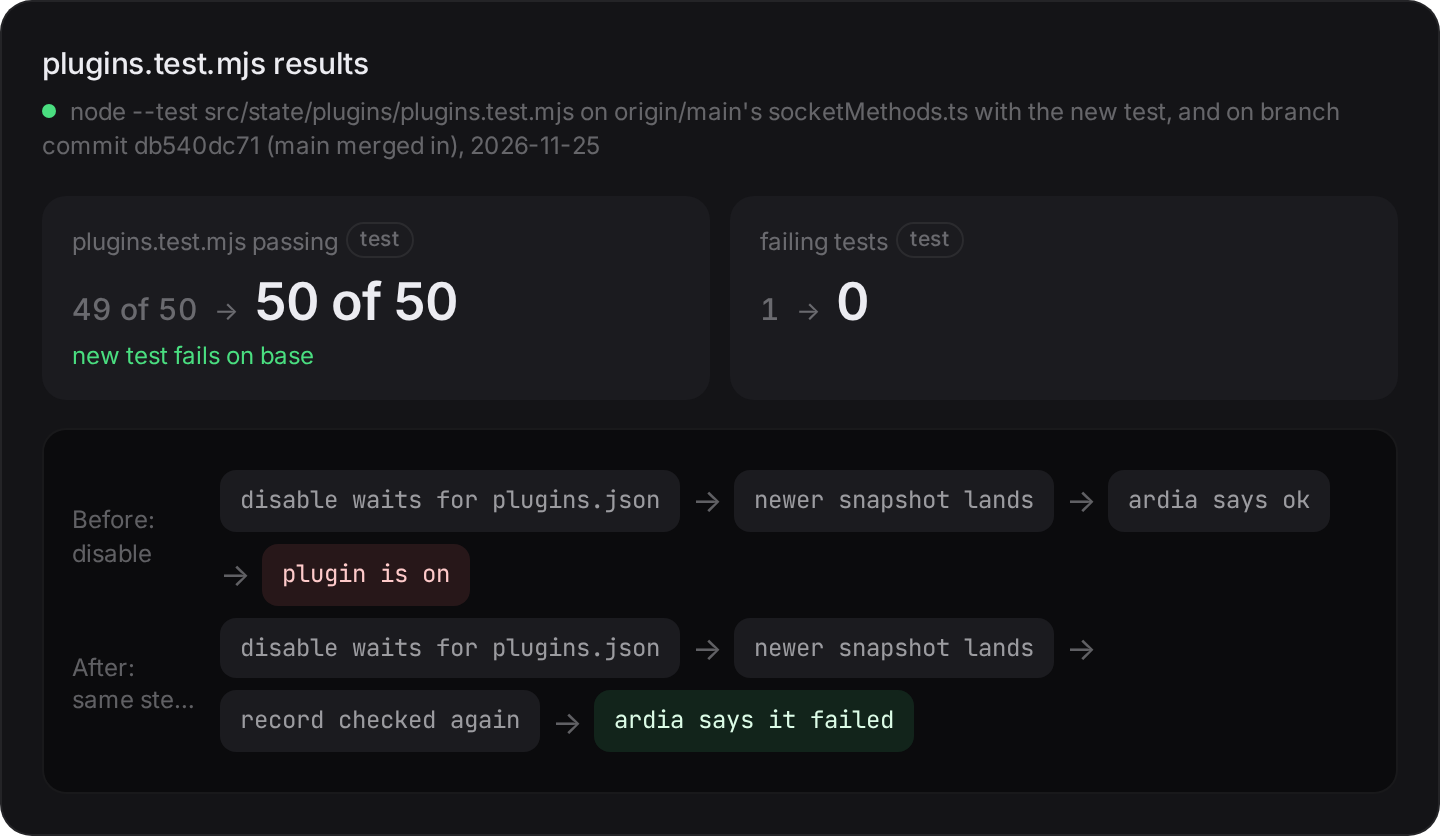 plugins.test.mjs results
node --test src/state/plugins/plugins.test.mjs on origin/main's socketMethods.ts with the new test, and on branch
commit db540dc71 (main merged in), 2026-11-25
plugins.test.mjs passing test
49 of 50 → 50 of 50
new test fails on base
failing tests test
1 → 0
Before:
disable
disable waits for plugins.json → newer snapshot lands → ardia says ok
→ plugin is on
After:
same ste...
disable waits for plugins.json → newer snapshot lands →
record checked again → ardia says it failed